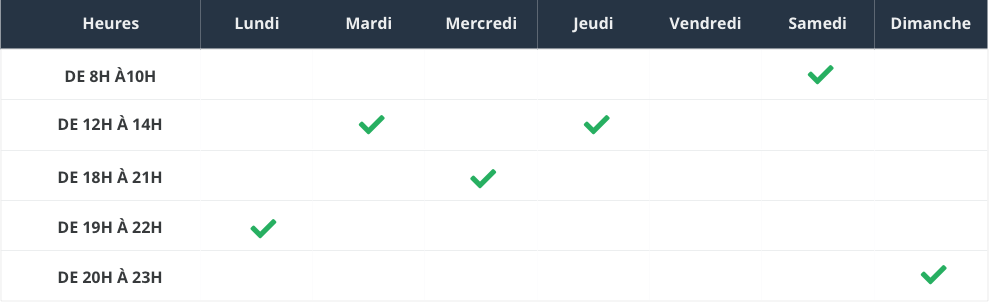 Heures Lundi Mardi Mercredi Jeudi Vendredi Samedi Dimanche
DE 8H À10H
DE 12H À 14H
DE 18H À 21H
DE 19H À 22H
DE 20H À 23H